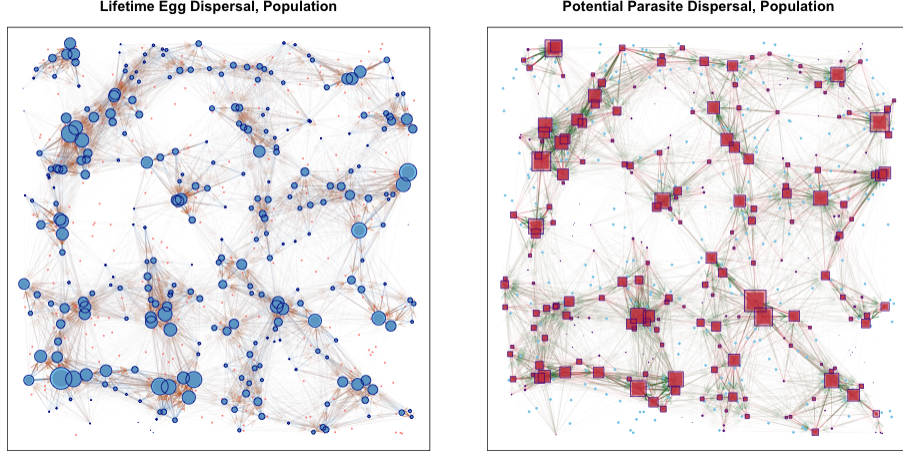 Lifetime Egg Dispersal, Population
Potential Parasite Dispersal, Population